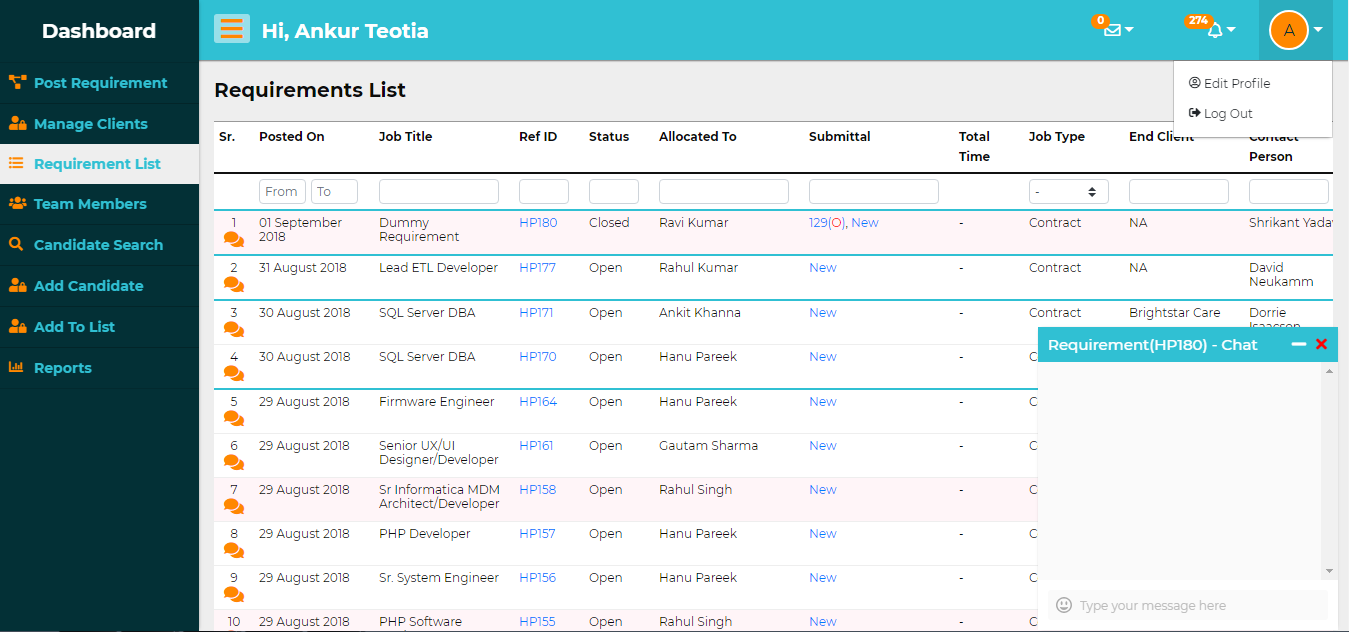 Dashboard
Hi, Ankur Teotia
0
274
A
Post Requirement
Manage Clients
Requirement List
Team Members
Candidate Search
Add Candidate
Add To List
Reports
Edit Profile
Log Out
Requirements List
Sr. Posted On Job Title Ref ID Status Allocated To Submittal Total Time Job Type End Client Contact Person
From To -
1 01 September 2018 Dummy Requirement HP180 Closed Ravi Kumar 129(O), New - Contract NA Shrikant Yada
2 31 August 2018 Lead ETL Developer HP177 Open Rahul Kumar New - Contract NA David Neukamm
3 30 August 2018 SQL Server DBA HP171 Open Ankit Khanna New - Contract Brightstar Care Dorrie Isaacson
4 30 August 2018 SQL Server DBA HP170 Open Hanu Pareek New - C
5 29 August 2018 Firmware Engineer HP164 Open Hanu Pareek New - C
6 29 August 2018 Senior UX/UI Designer/Developer HP161 Open Gautam Sharma New - C
7 29 August 2018 Sr Informatica MDM Architect/Developer HP158 Open Rahul Singh New - C
8 29 August 2018 PHP Developer HP157 Open Hanu Pareek New - C
9 29 August 2018 Sr. System Engineer HP156 Open Hanu Pareek New - C
10 29 August 2018 PHP Software HP155 Open Rahul Singh New - C
Requirement(HP180) - Chat
Type your message here